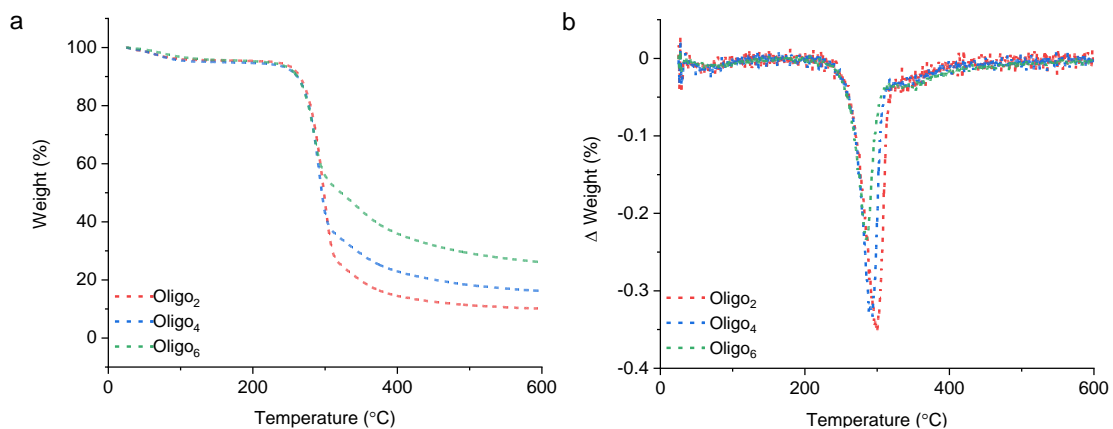 a
100
80
60
40
20
0
Weight (%)
Oligo₂
Oligo₄
Oligo₆
0
200
400
600
Temperature (°C)
b
0
-0.1
-0.2
-0.3
-0.4
Δ Weight (%)
Oligo₂
Oligo₄
Oligo₆
0
200
400
600
Temperature (°C)